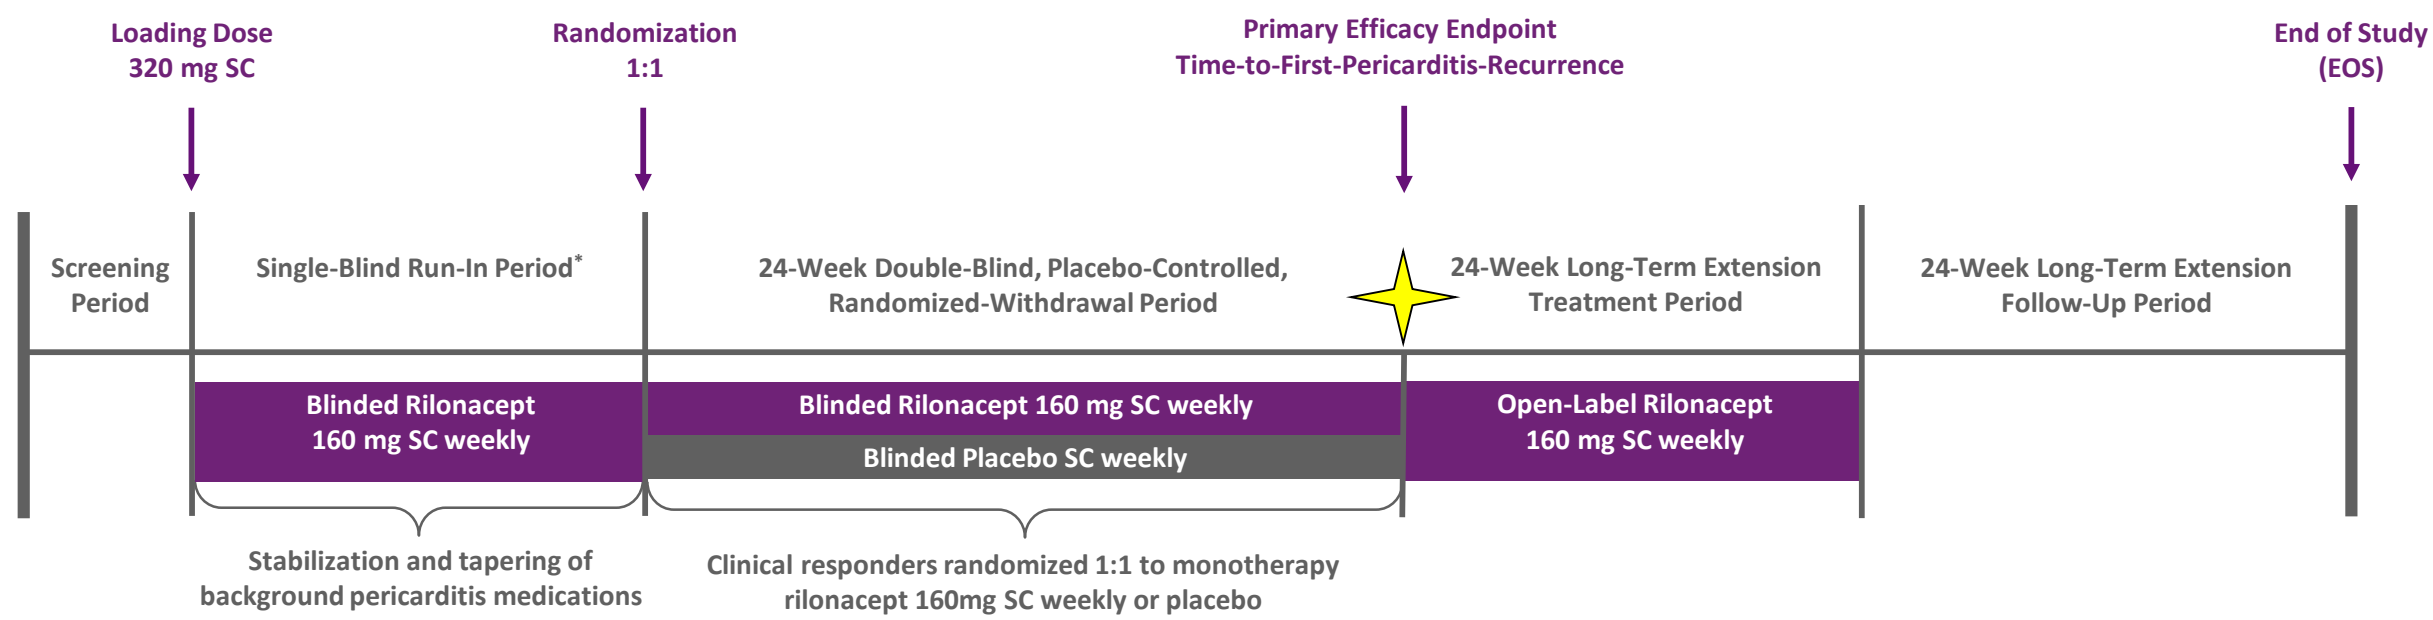 Loading Dose
320 mg SC
Randomization
1:1
Primary Efficacy Endpoint
Time-to-First-Pericarditis-Recurrence
End of Study
(EOS)
Screening
Period
Single-Blind Run-In Period*
24-Week Double-Blind, Placebo-Controlled,
Randomized-Withdrawal Period
24-Week Long-Term Extension
Treatment Period
24-Week Long-Term Extension
Follow-Up Period
Blinded Rilonacept
160 mg SC weekly
Blinded Rilonacept 160 mg SC weekly
Blinded Placebo SC weekly
Open-Label Rilonacept
160 mg SC weekly
Stabilization and tapering of
background pericarditis medications
Clinical responders randomized 1:1 to monotherapy
rilonacept 160mg SC weekly or placebo